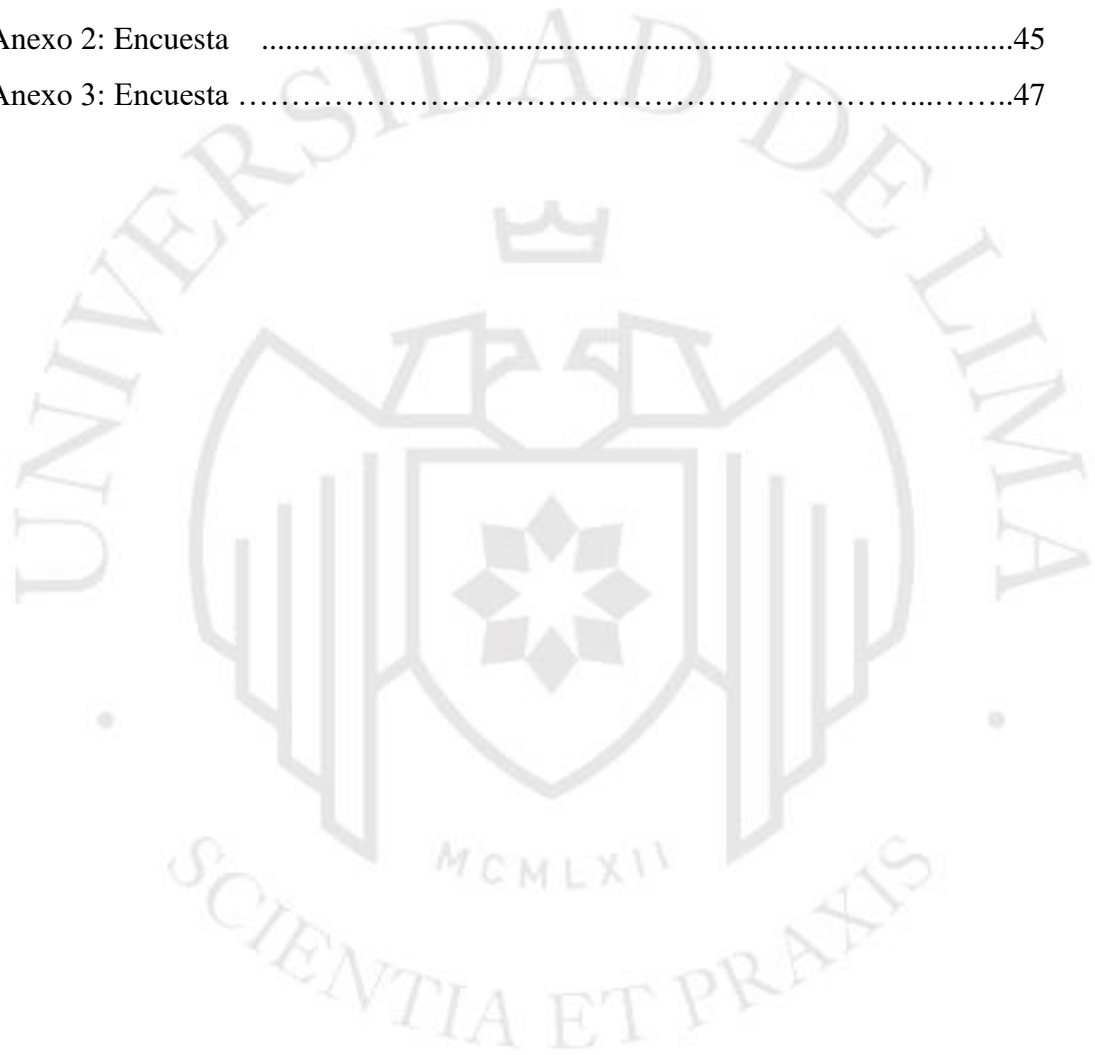 Anexo 2: Encuesta ............................................................................................45
Anexo 3: Encuesta …………………………………………………………………...……..47
UNIVERSIDAD DE LIMA
MCMLXII
SCIENTIA ET PRAXIS